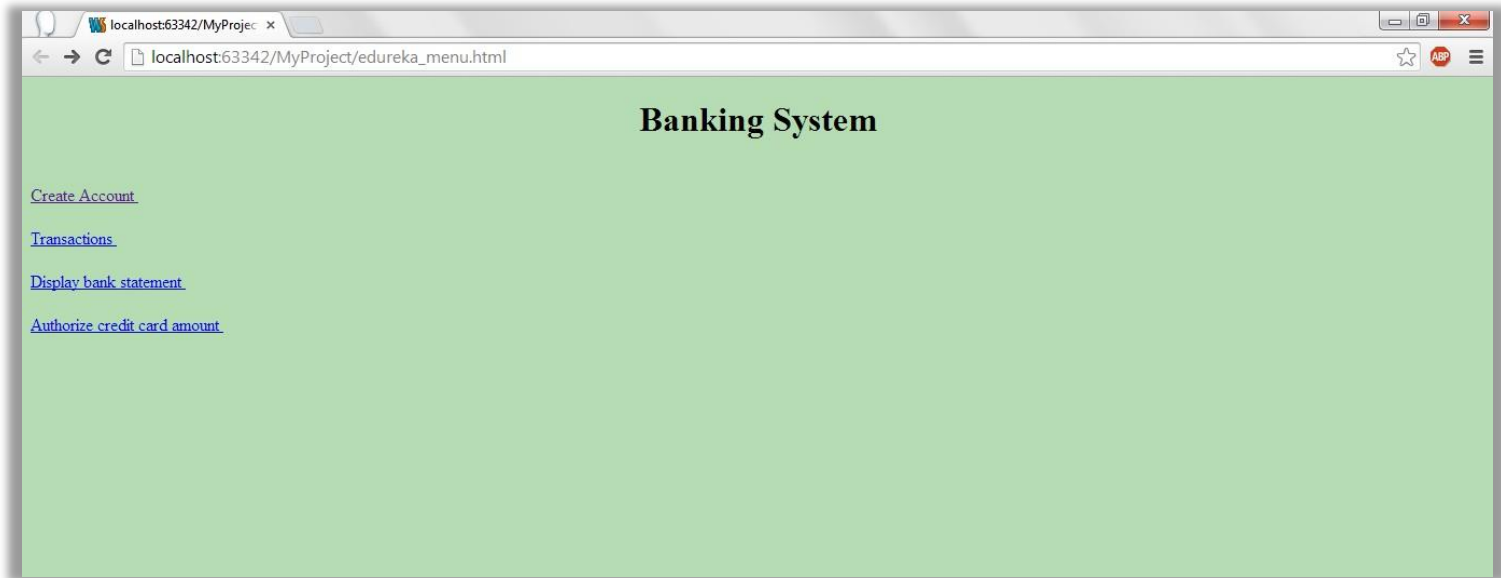 localhost:63342/MyProjec
localhost:63342/MyProject/edureka_menu.html
ABP
Banking System
Create Account
Transactions
Display bank statement
Authorize credit card amount